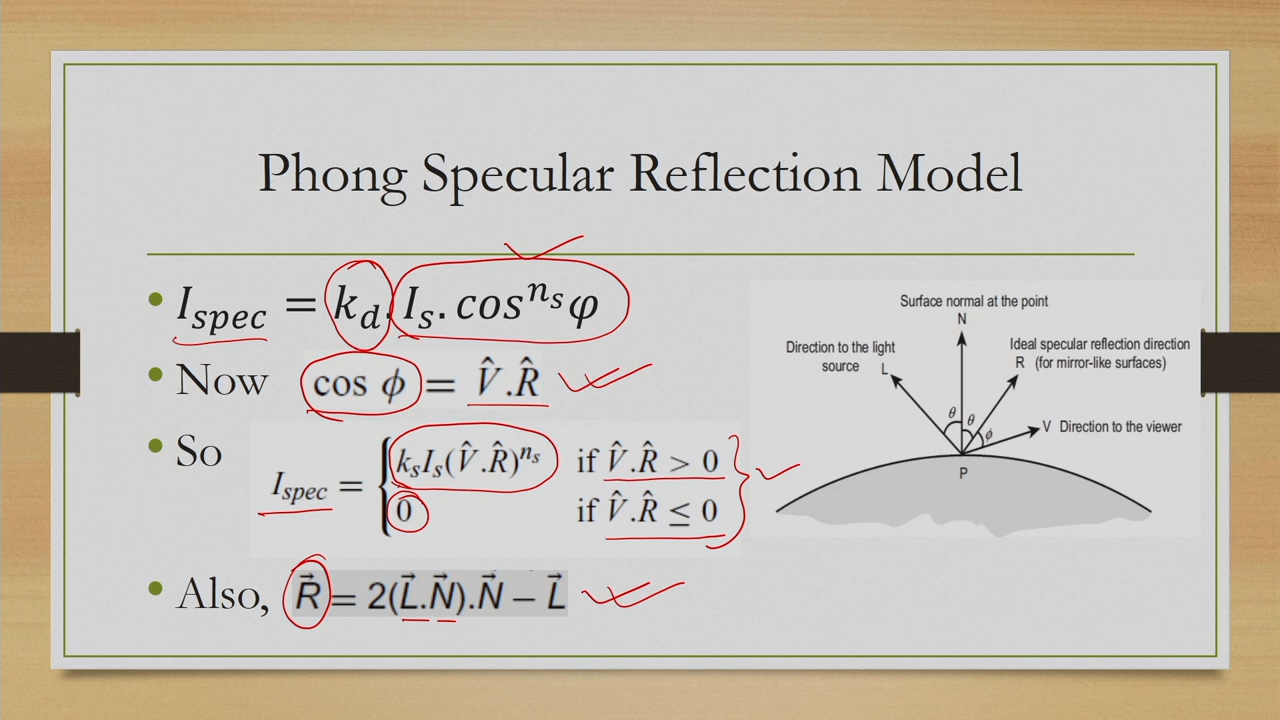 Phong Specular Reflection Model
• I_spec = k_d . I_s . cos^{n_s} φ
• Now cos ϕ = V̂.R̂
• So I_spec = { k_s I_s (V̂.R̂)^{n_s} if V̂.R̂ > 0
0 if V̂.R̂ ≤ 0
• Also, R⃗ = 2(L⃗.N⃗).N⃗ − L⃗
Surface normal at the point
N
Direction to the light
source L
Ideal specular reflection direction
R (for mirror-like surfaces)
θ θ ϕ
V Direction to the viewer
P